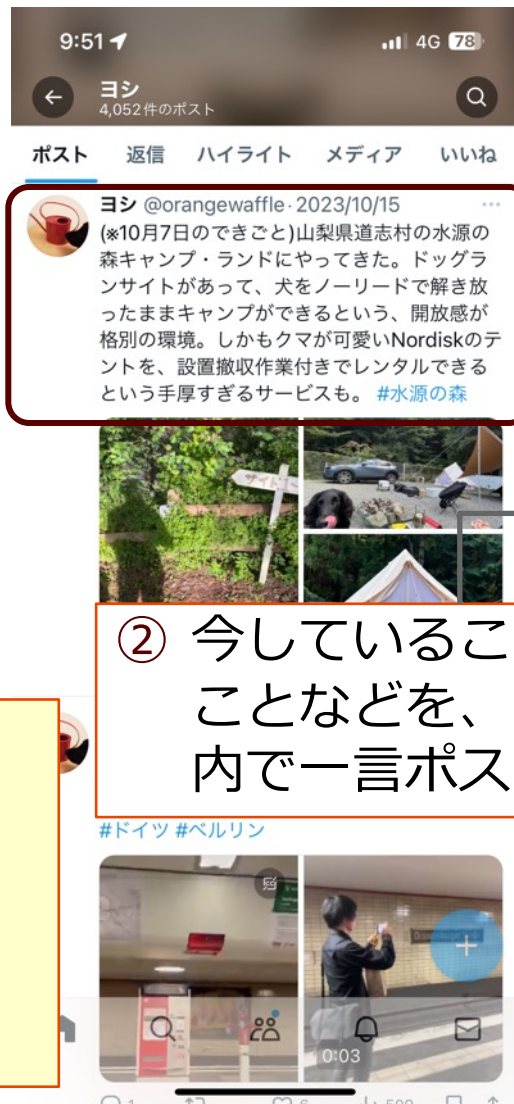 9:51
4G 78
ヨシ
4,052件のポスト
ポスト 返信 ハイライト メディア いいね
ヨシ @orangewaffle·2023/10/15
(※10月7日のできごと)山梨県道志村の水源の
森キャンプ・ランドにやってきた。ドッグラ
ンサイトがあって、犬をノーリードで解き放
ったままキャンプができるという、開放感が
格別の環境。しかもクマが可愛いNordiskのテ
ントを、設置撤収作業付きでレンタルできる
という手厚すぎるサービスも。 #水源の森
サイト
② 今しているこ
ことなどを、
内で一言ポス
#ドイツ #ベルリン
0:03